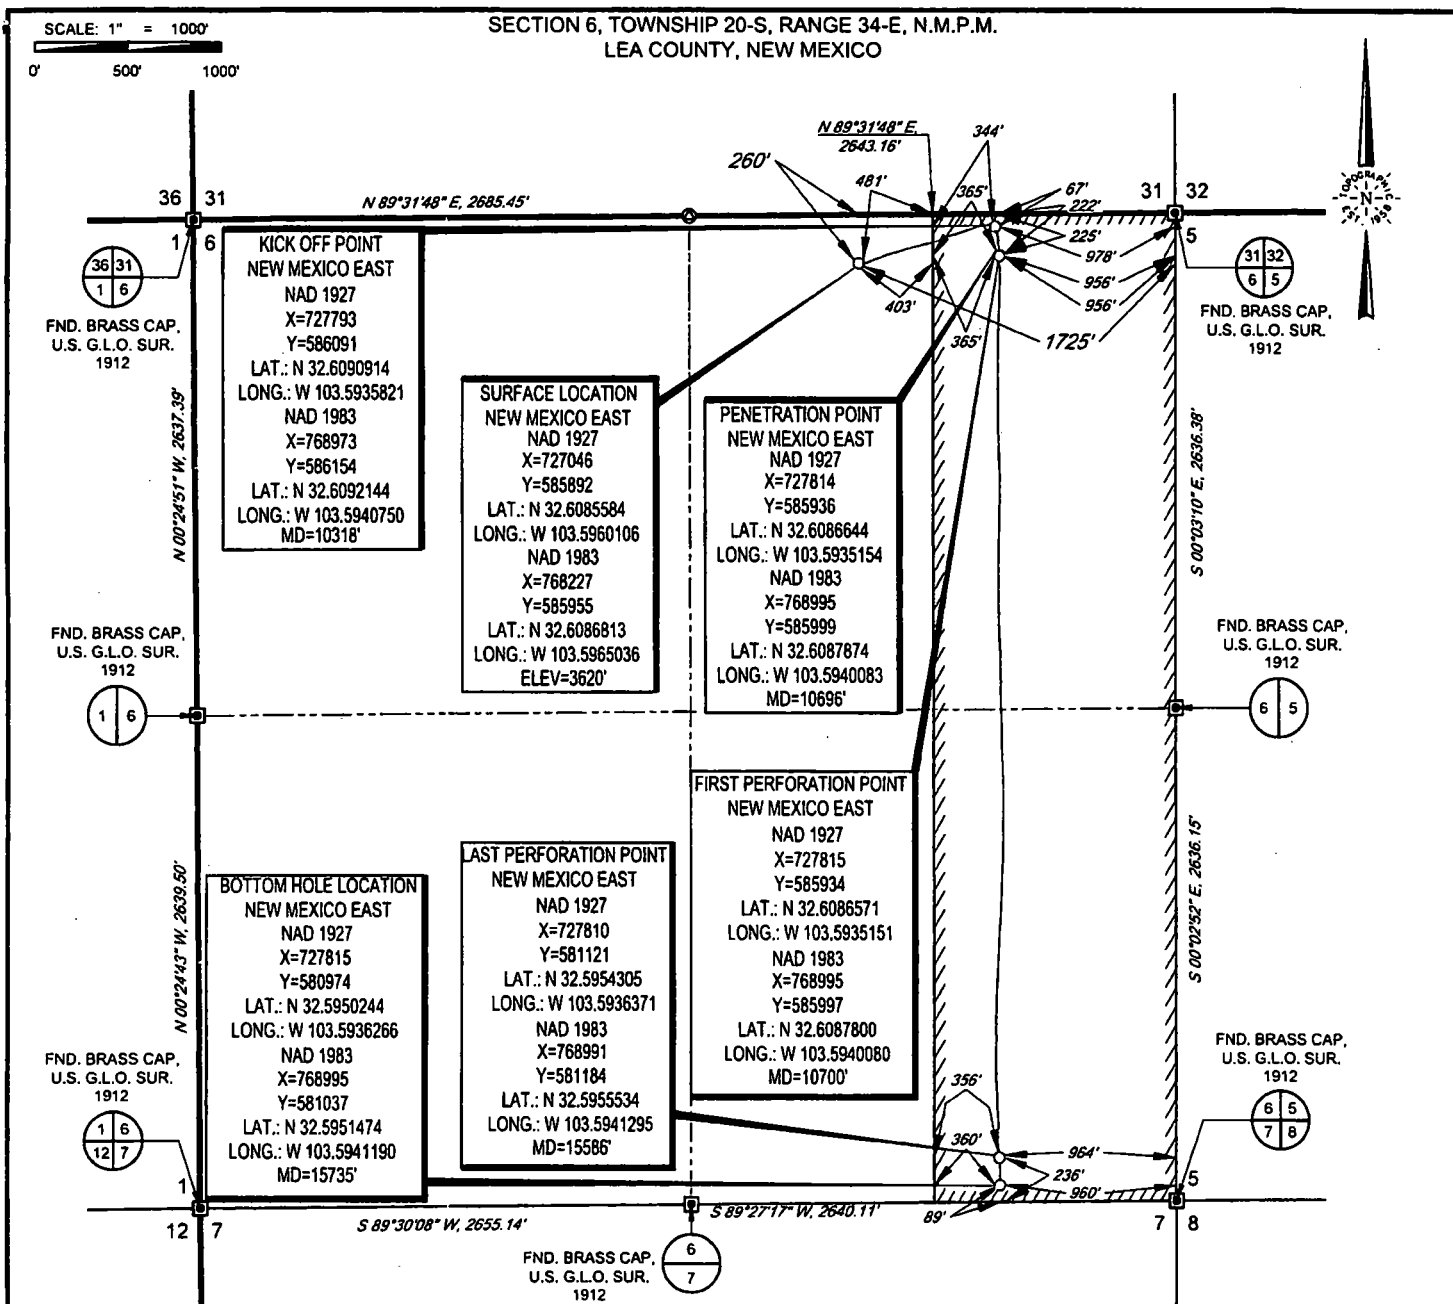 SCALE: 1" = 1000'
0' 500' 1000'
SECTION 6, TOWNSHIP 20-S, RANGE 34-E, N.M.P.M.
LEA COUNTY, NEW MEXICO
N 89°31'48" E,
2643.16'
344'
260'
481'
365'
67'
222'
225'
978'
956'
956'
403'
365'
1725'
36 31
1 6
N 89°31'48" E, 2685.45'
31 32
5
TOPOGRAPHIC
N
EST. 1950
36 31
1 6
FND. BRASS CAP,
U.S. G.L.O. SUR.
1912
31 32
6 5
FND. BRASS CAP,
U.S. G.L.O. SUR.
1912
KICK OFF POINT
NEW MEXICO EAST
NAD 1927
X=727793
Y=586091
LAT.: N 32.6090914
LONG.: W 103.5935821
NAD 1983
X=768973
Y=586154
LAT.: N 32.6092144
LONG.: W 103.5940750
MD=10318'
SURFACE LOCATION
NEW MEXICO EAST
NAD 1927
X=727046
Y=585892
LAT.: N 32.6085584
LONG.: W 103.5960106
NAD 1983
X=768227
Y=585955
LAT.: N 32.6086813
LONG.: W 103.5965036
ELEV=3620'
PENETRATION POINT
NEW MEXICO EAST
NAD 1927
X=727814
Y=585936
LAT.: N 32.6086644
LONG.: W 103.5935154
NAD 1983
X=768995
Y=585999
LAT.: N 32.6087874
LONG.: W 103.5940083
MD=10696'
N 00°24'51" W, 2637.39'
S 00°03'10" E, 2636.38'
FND. BRASS CAP,
U.S. G.L.O. SUR.
1912
1 6
FND. BRASS CAP,
U.S. G.L.O. SUR.
1912
6 5
FIRST PERFORATION POINT
NEW MEXICO EAST
NAD 1927
X=727815
Y=585934
LAT.: N 32.6086571
LONG.: W 103.5935151
NAD 1983
X=768995
Y=585997
LAT.: N 32.6087800
LONG.: W 103.5940080
MD=10700'
LAST PERFORATION POINT
NEW MEXICO EAST
NAD 1927
X=727810
Y=581121
LAT.: N 32.5954305
LONG.: W 103.5936371
NAD 1983
X=768991
Y=581184
LAT.: N 32.5955534
LONG.: W 103.5941295
MD=15586'
BOTTOM HOLE LOCATION
NEW MEXICO EAST
NAD 1927
X=727815
Y=580974
LAT.: N 32.5950244
LONG.: W 103.5936266
NAD 1983
X=768995
Y=581037
LAT.: N 32.5951474
LONG.: W 103.5941190
MD=15735'
N 00°24'43" W, 2639.50'
S 00°02'52" E, 2636.15'
FND. BRASS CAP,
U.S. G.L.O. SUR.
1912
1 6
12 7
FND. BRASS CAP,
U.S. G.L.O. SUR.
1912
6 5
7 8
356'
360'
964'
236'
960'
89'
1
12 7
5
7 8
S 89°30'08" W, 2655.14'
S 89°27'17" W, 2640.11'
FND. BRASS CAP,
U.S. G.L.O. SUR.
1912
6
7